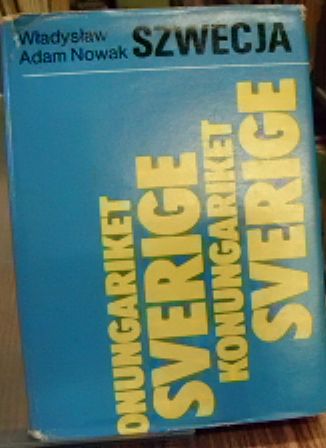 Władysław
Adam Nowak
SZWECJA
ONUNGARIKET
SVERIGE
KONUNGARIKET
SVERIGE